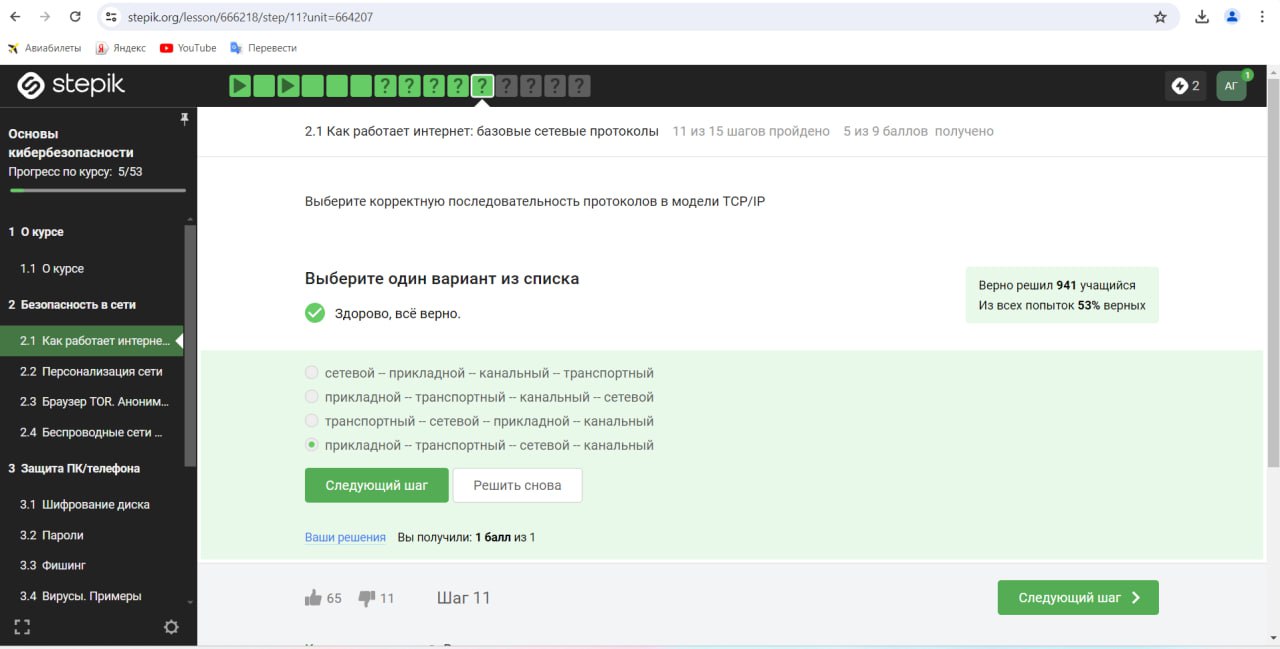 stepik.org/lesson/666218/step/11?unit=664207
Авиабилеты Яндекс YouTube Перевести
stepik
2
АГ
1
Основы
кибербезопасности
Прогресс по курсу: 5/53
1 О курсе
1.1 О курсе
2 Безопасность в сети
2.1 Как работает интерне...
2.2 Персонализация сети
2.3 Браузер TOR. Аноним...
2.4 Беспроводные сети ...
3 Защита ПК/телефона
3.1 Шифрование диска
3.2 Пароли
3.3 Фишинг
3.4 Вирусы. Примеры
2.1 Как работает интернет: базовые сетевые протоколы 11 из 15 шагов пройдено 5 из 9 баллов получено
Выберите корректную последовательность протоколов в модели TCP/IP
Выберите один вариант из списка
Здорово, всё верно.
Верно решил 941 учащийся
Из всех попыток 53% верных
сетевой -- прикладной -- канальный -- транспортный
прикладной -- транспортный -- канальный -- сетевой
транспортный -- сетевой -- прикладной -- канальный
прикладной -- транспортный -- сетевой -- канальный
Следующий шаг Решить снова
Ваши решения Вы получили: 1 балл из 1
65 11 Шаг 11
Следующий шаг